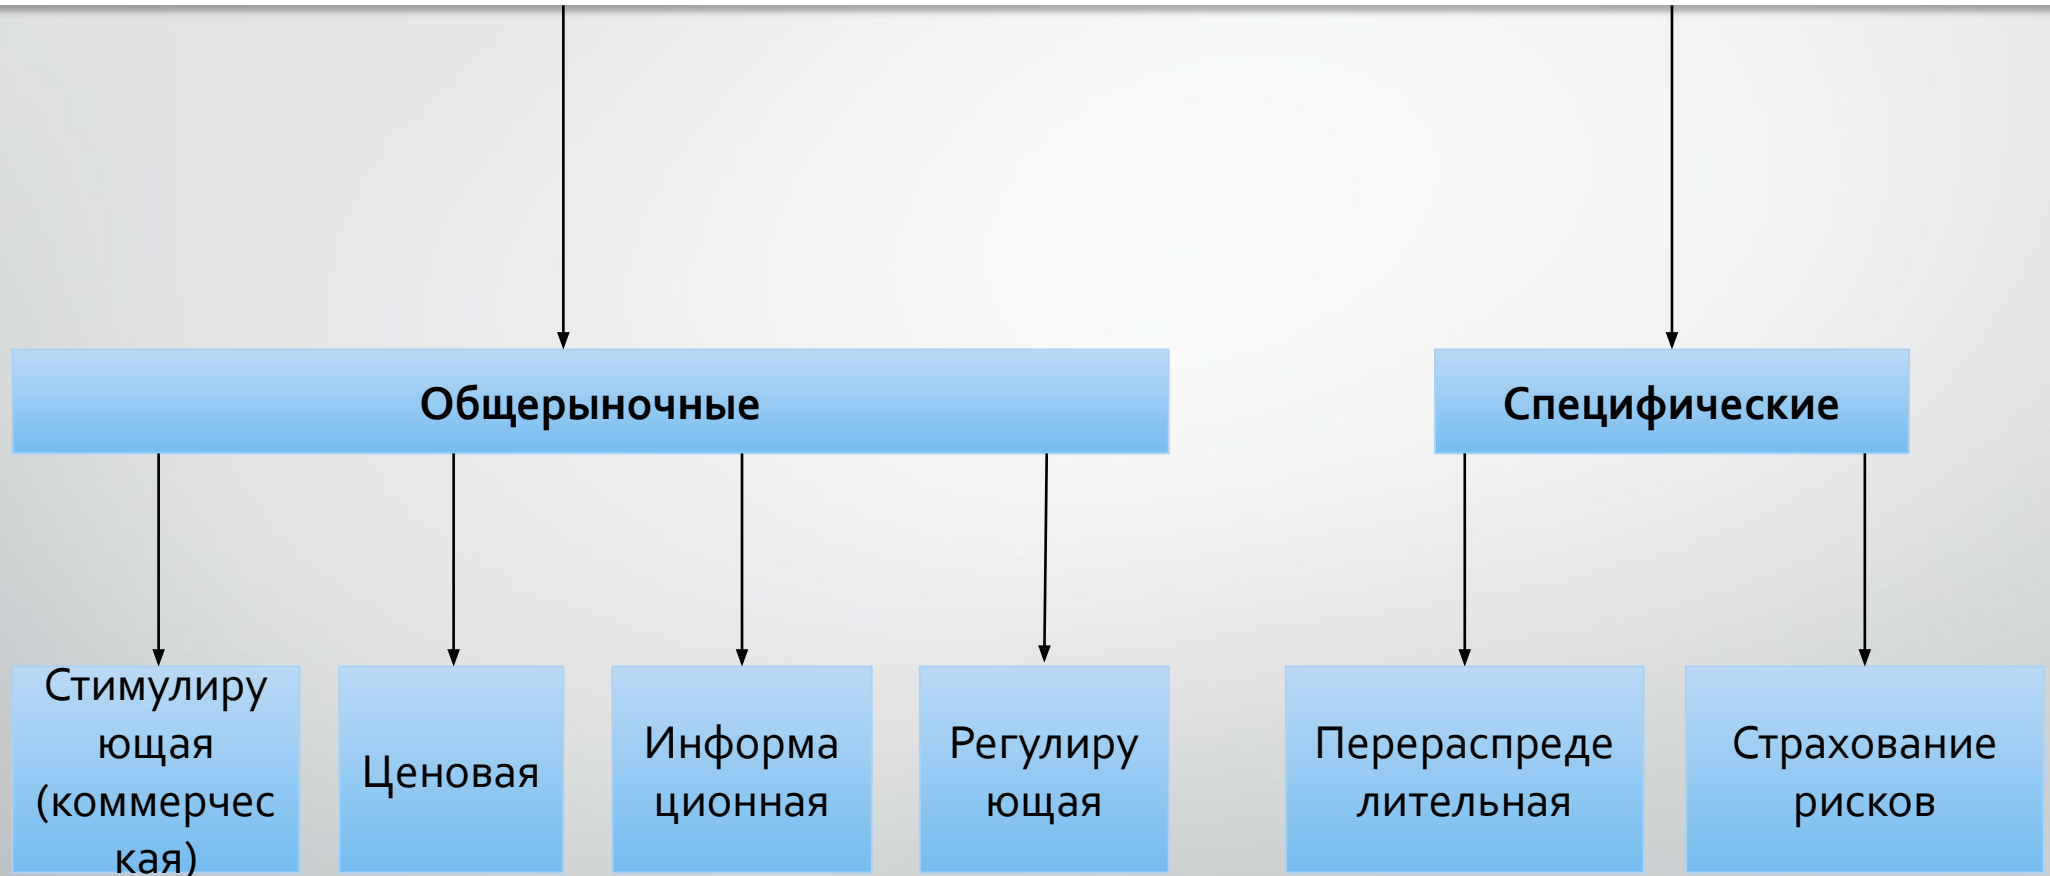 Общерыночные
Специфические
Стимулиру
ющая
(коммерчес
кая)
Ценовая
Информа
ционная
Регулиру
ющая
Перераспреде
лительная
Страхование
рисков